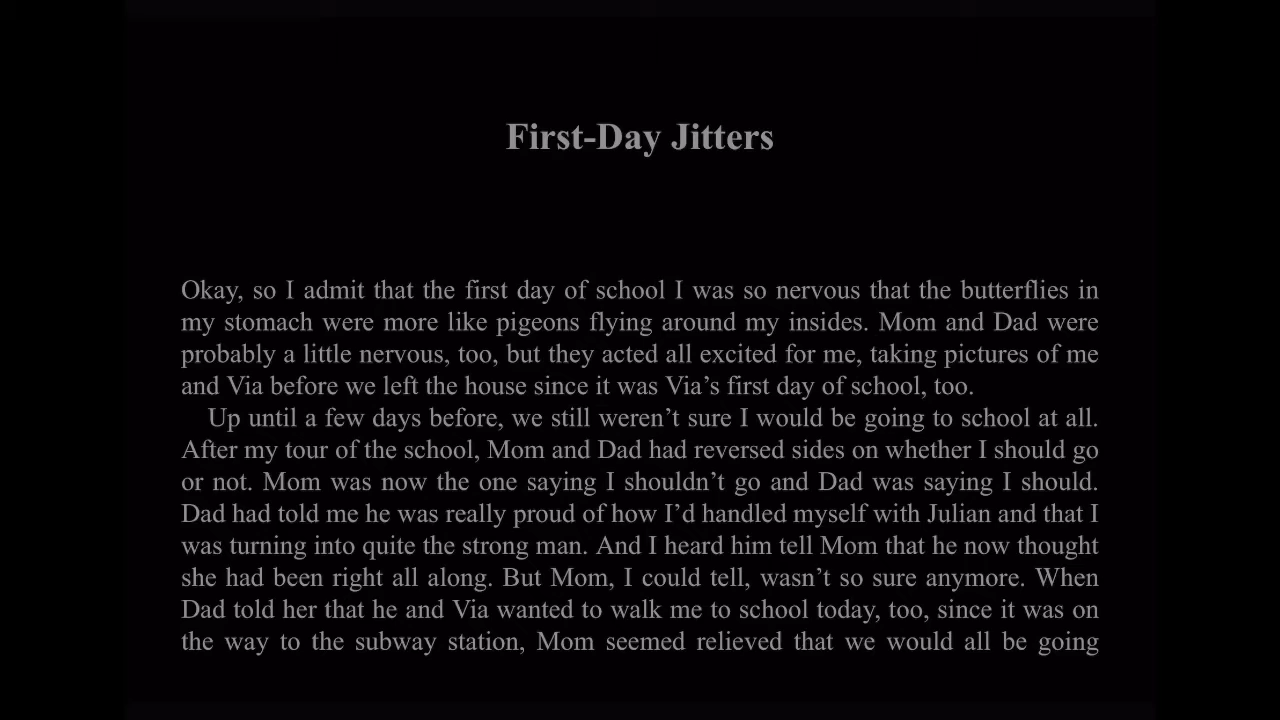 First-Day Jitters
Okay, so I admit that the first day of school I was so nervous that the butterflies in
my stomach were more like pigeons flying around my insides. Mom and Dad were
probably a little nervous, too, but they acted all excited for me, taking pictures of me
and Via before we left the house since it was Via’s first day of school, too.
Up until a few days before, we still weren’t sure I would be going to school at all.
After my tour of the school, Mom and Dad had reversed sides on whether I should go
or not. Mom was now the one saying I shouldn’t go and Dad was saying I should.
Dad had told me he was really proud of how I’d handled myself with Julian and that I
was turning into quite the strong man. And I heard him tell Mom that he now thought
she had been right all along. But Mom, I could tell, wasn’t so sure anymore. When
Dad told her that he and Via wanted to walk me to school today, too, since it was on
the way to the subway station, Mom seemed relieved that we would all be going